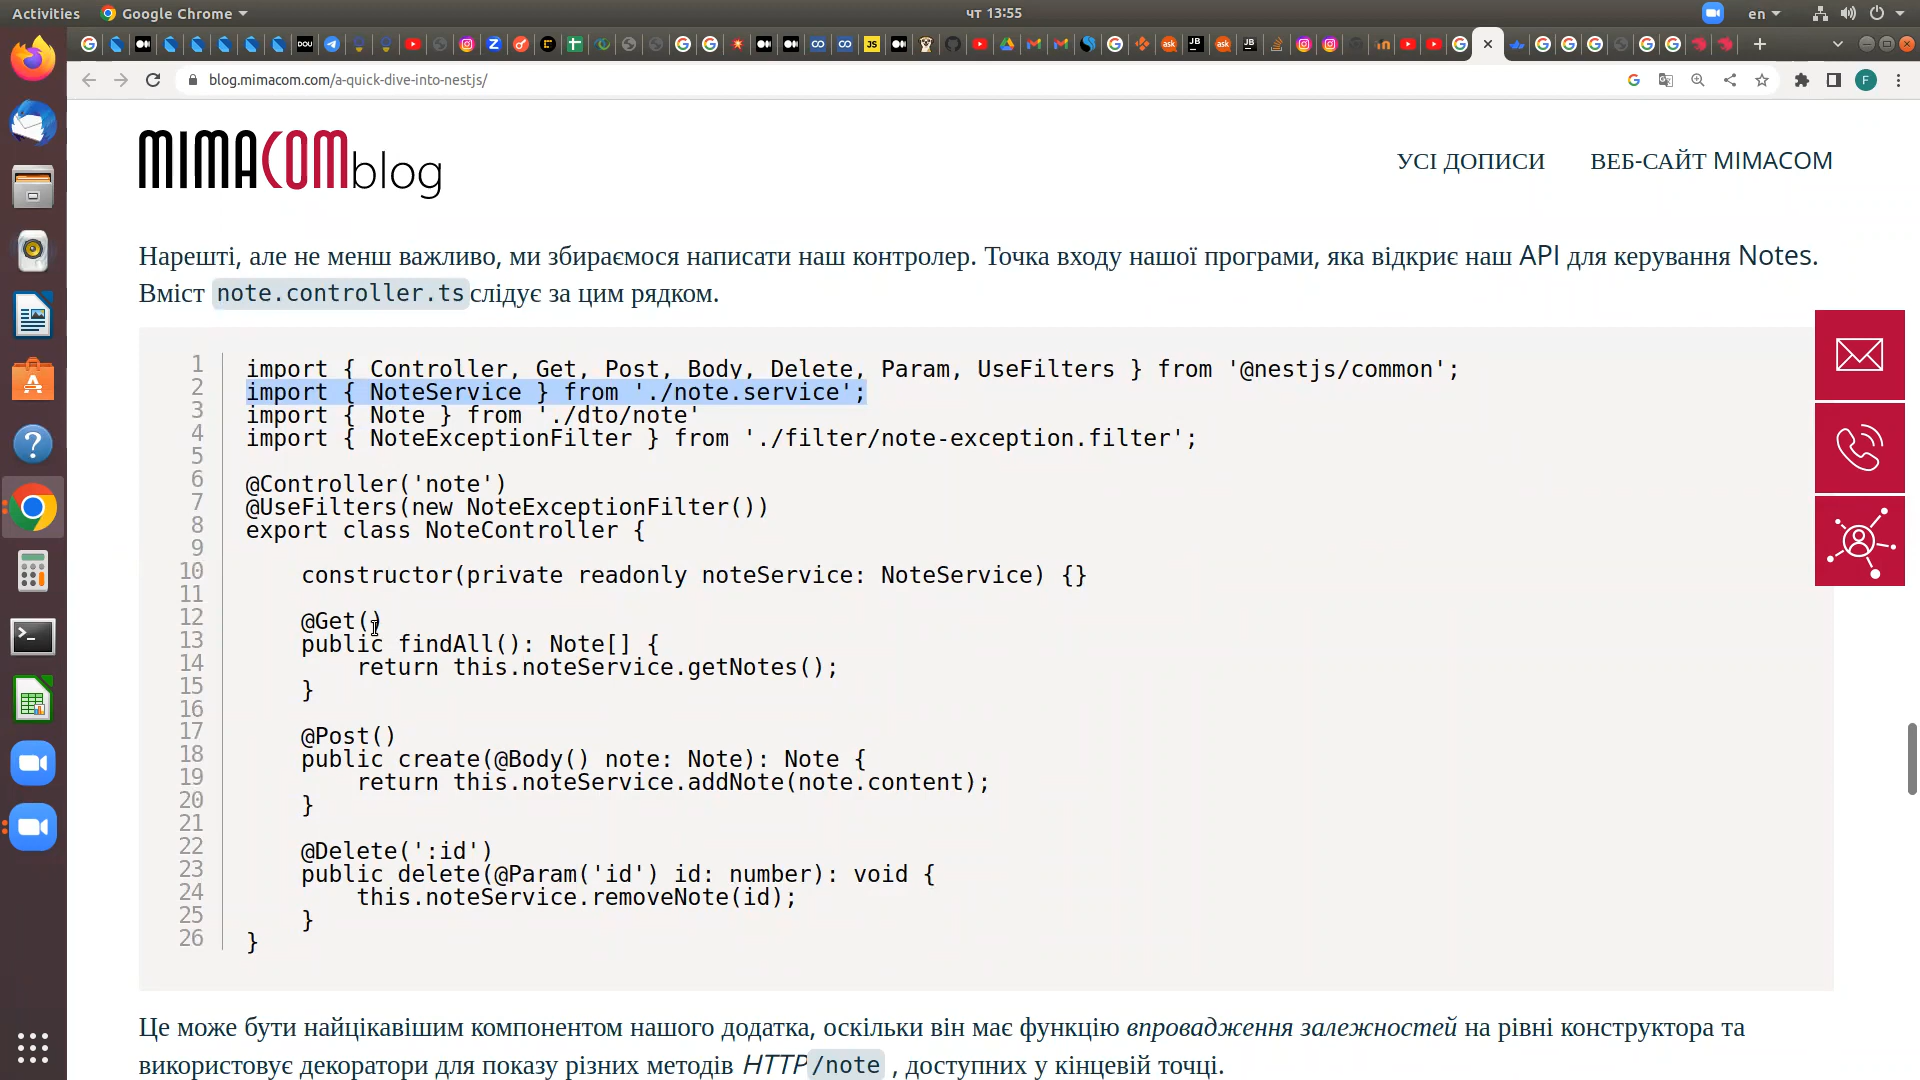 Activities Google Chrome чт 13:55 en
blog.mimacom.com/a-quick-dive-into-nestjs/
MIMACOM blog УСІ ДОПИСИ ВЕБ-САЙТ MIMACOM
Нарешті, але не менш важливо, ми збираємося написати наш контролер. Точка входу нашої програми, яка відкриє наш API для керування Notes.
Вміст note.controller.ts слідує за цим рядком.
1 import { Controller, Get, Post, Body, Delete, Param, UseFilters } from '@nestjs/common';
2 import { NoteService } from './note.service';
3 import { Note } from './dto/note'
4 import { NoteExceptionFilter } from './filter/note-exception.filter';
5
6 @Controller('note')
7 @UseFilters(new NoteExceptionFilter())
8 export class NoteController {
9
10 constructor(private readonly noteService: NoteService) {}
11
12 @Get()
13 public findAll(): Note[] {
14 return this.noteService.getNotes();
15 }
16
17 @Post()
18 public create(@Body() note: Note): Note {
19 return this.noteService.addNote(note.content);
20 }
21
22 @Delete(':id')
23 public delete(@Param('id') id: number): void {
24 this.noteService.removeNote(id);
25 }
26 }
Це може бути найцікавішим компонентом нашого додатка, оскільки він має функцію впровадження залежностей на рівні конструктора та
використовує декоратори для показу різних методів HTTP /note , доступних у кінцевій точці.